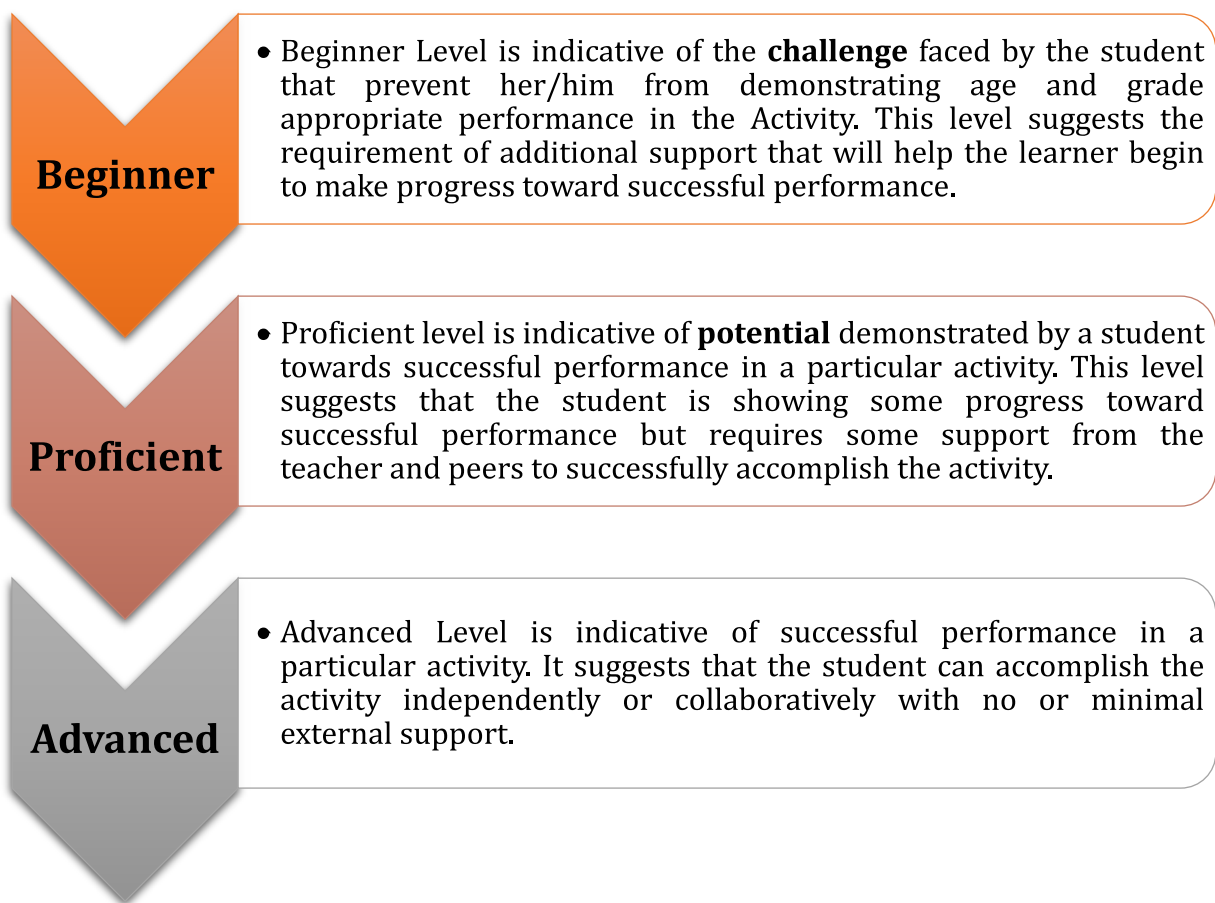 Beginner
• Beginner Level is indicative of the challenge faced by the student
that prevent her/him from demonstrating age and grade
appropriate performance in the Activity. This level suggests the
requirement of additional support that will help the learner begin
to make progress toward successful performance.
Proficient
• Proficient level is indicative of potential demonstrated by a student
towards successful performance in a particular activity. This level
suggests that the student is showing some progress toward
successful performance but requires some support from the
teacher and peers to successfully accomplish the activity.
Advanced
• Advanced Level is indicative of successful performance in a
particular activity. It suggests that the student can accomplish the
activity independently or collaboratively with no or minimal
external support.